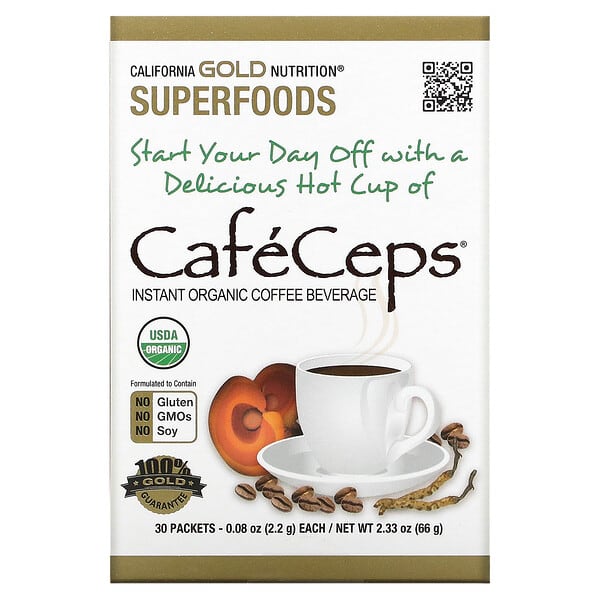 CALIFORNIA GOLD NUTRITION®
SUPERFOODS
Start Your Day Off with a
Delicious Hot Cup of
CaféCeps®
INSTANT ORGANIC COFFEE BEVERAGE
USDA
ORGANIC
Formulated to Contain
NO Gluten
NO GMOs
NO Soy
100%
GOLD
GUARANTEE
30 PACKETS - 0.08 oz (2.2 g) EACH / NET WT 2.33 oz (66 g)